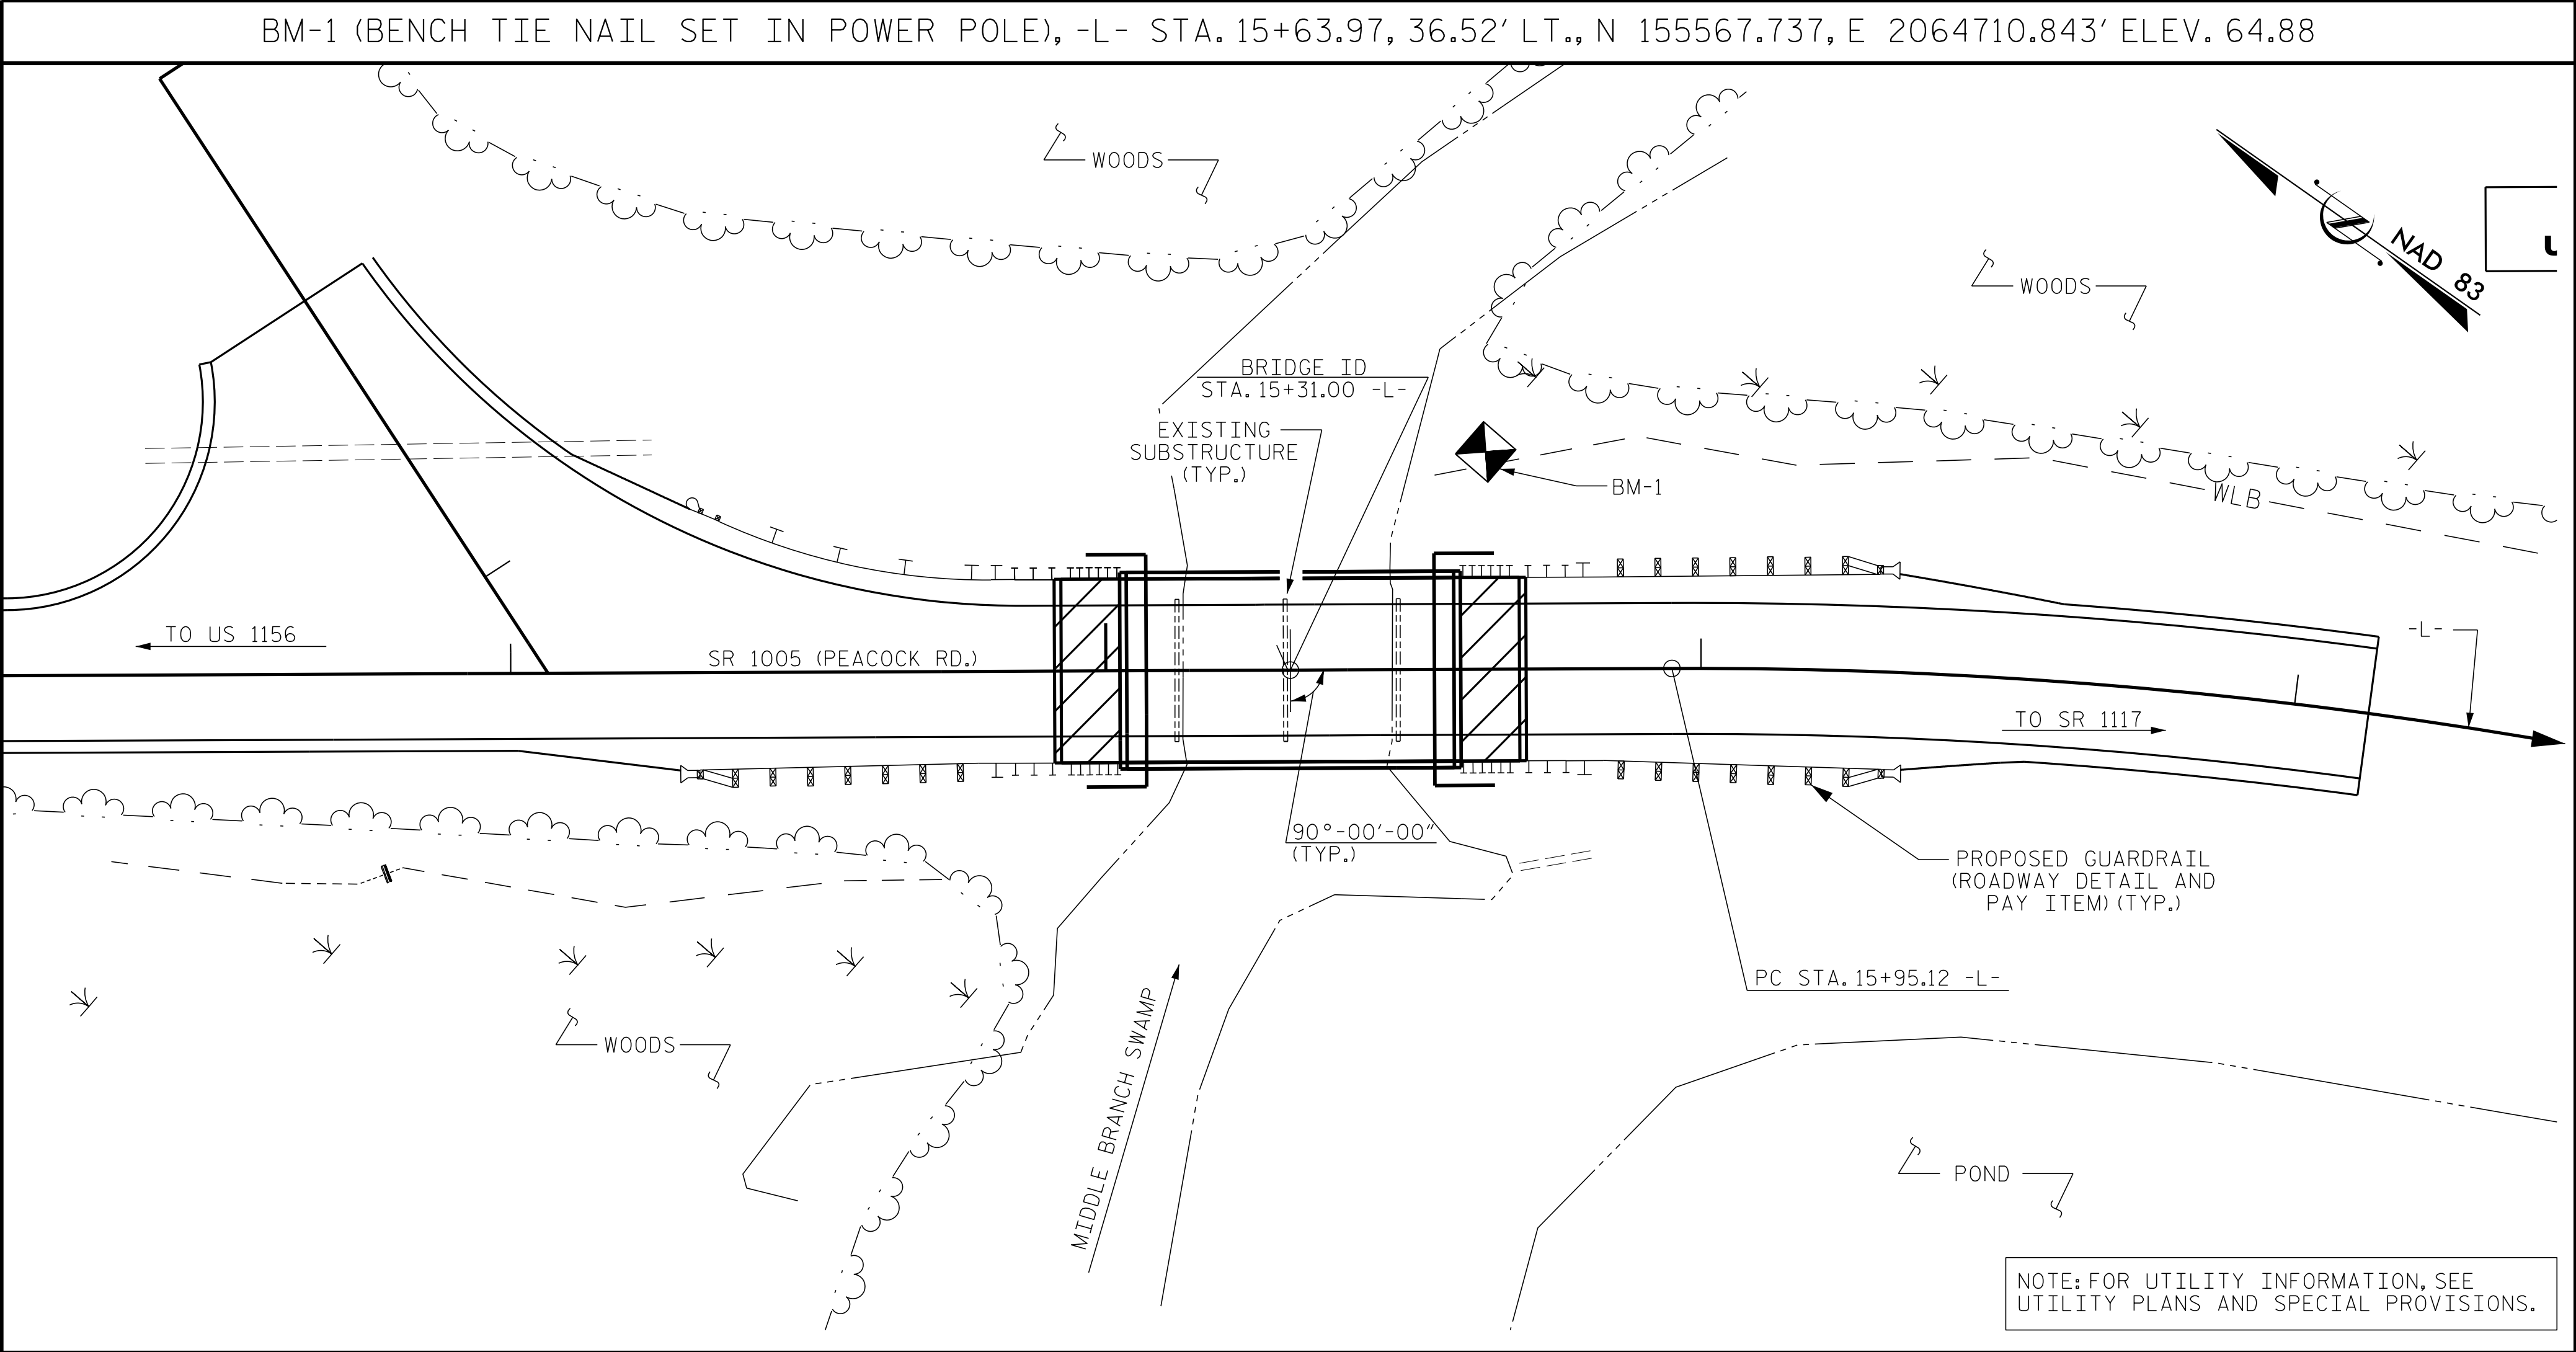 BM-1 (BENCH TIE NAIL SET IN POWER POLE), -L- STA. 15+63.97, 36.52' LT., N 155567.737, E 2064710.843' ELEV. 64.88
WOODS
NAD 83
WOODS
BRIDGE ID
STA. 15+31.00 -L-
EXISTING
SUBSTRUCTURE
(TYP.)
BM-1
WLB
TO US 1156
SR 1005 (PEACOCK RD.)
-L-
TO SR 1117
90°-00'-00"
(TYP.)
PROPOSED GUARDRAIL
(ROADWAY DETAIL AND
PAY ITEM) (TYP.)
PC STA. 15+95.12 -L-
WOODS
MIDDLE BRANCH SWAMP
POND
NOTE: FOR UTILITY INFORMATION, SEE
UTILITY PLANS AND SPECIAL PROVISIONS.